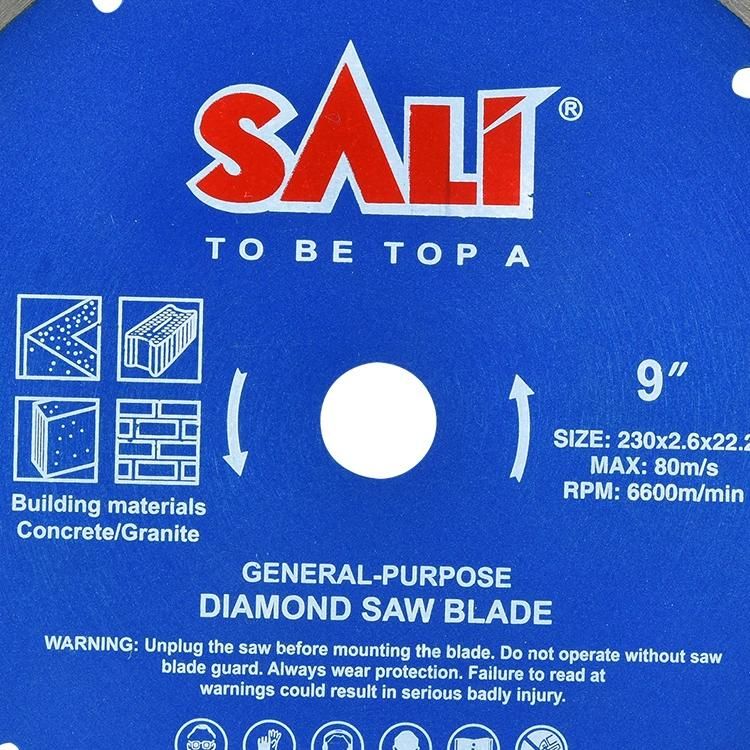 SALI®
TO BE TOP A
9"
SIZE: 230x2.6x22.2
MAX: 80m/s
RPM: 6600m/min
Building materials
Concrete/Granite
GENERAL-PURPOSE
DIAMOND SAW BLADE
WARNING: Unplug the saw before mounting the blade. Do not operate without saw
blade guard. Always wear protection. Failure to read at
warnings could result in serious badly injury.